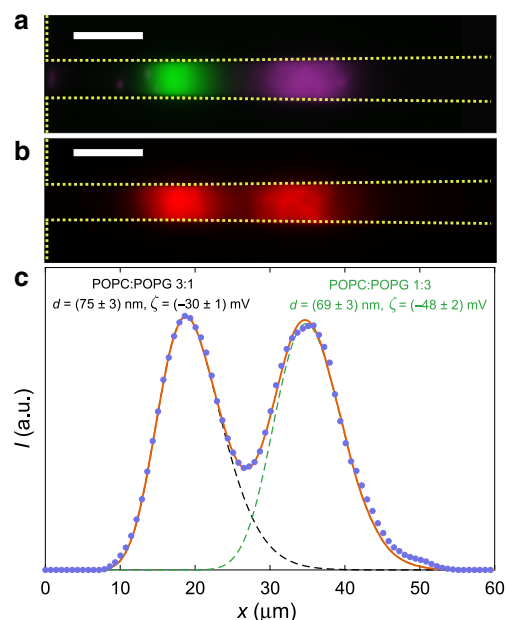 a
b
c
POPC:POPG 3:1
d = (75 ± 3) nm, ζ = (−30 ± 1) mV
POPC:POPG 1:3
d = (69 ± 3) nm, ζ = (−48 ± 2) mV
I (a.u.)
0 10 20 30 40 50 60
x (μm)